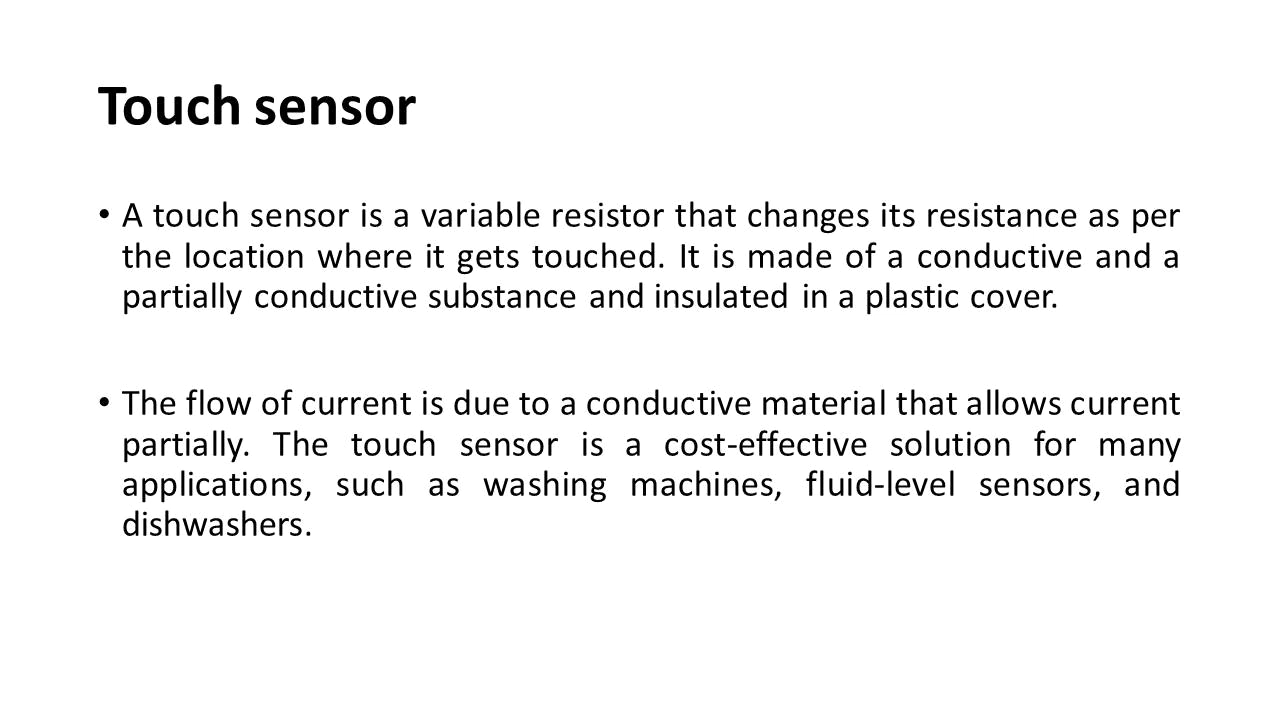 Touch sensor
• A touch sensor is a variable resistor that changes its resistance as per
the location where it gets touched. It is made of a conductive and a
partially conductive substance and insulated in a plastic cover.
• The flow of current is due to a conductive material that allows current
partially. The touch sensor is a cost-effective solution for many
applications, such as washing machines, fluid-level sensors, and
dishwashers.